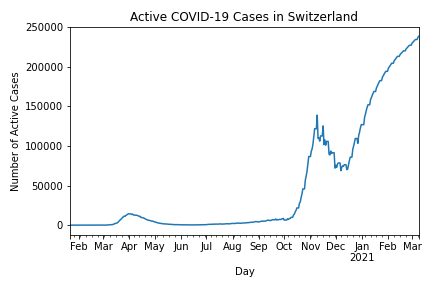 Active COVID-19 Cases in Switzerland
250000
200000
150000
100000
50000
0
Number of Active Cases
Feb Mar Apr May Jun Jul Aug Sep Oct Nov Dec Jan Feb Mar
2021
Day